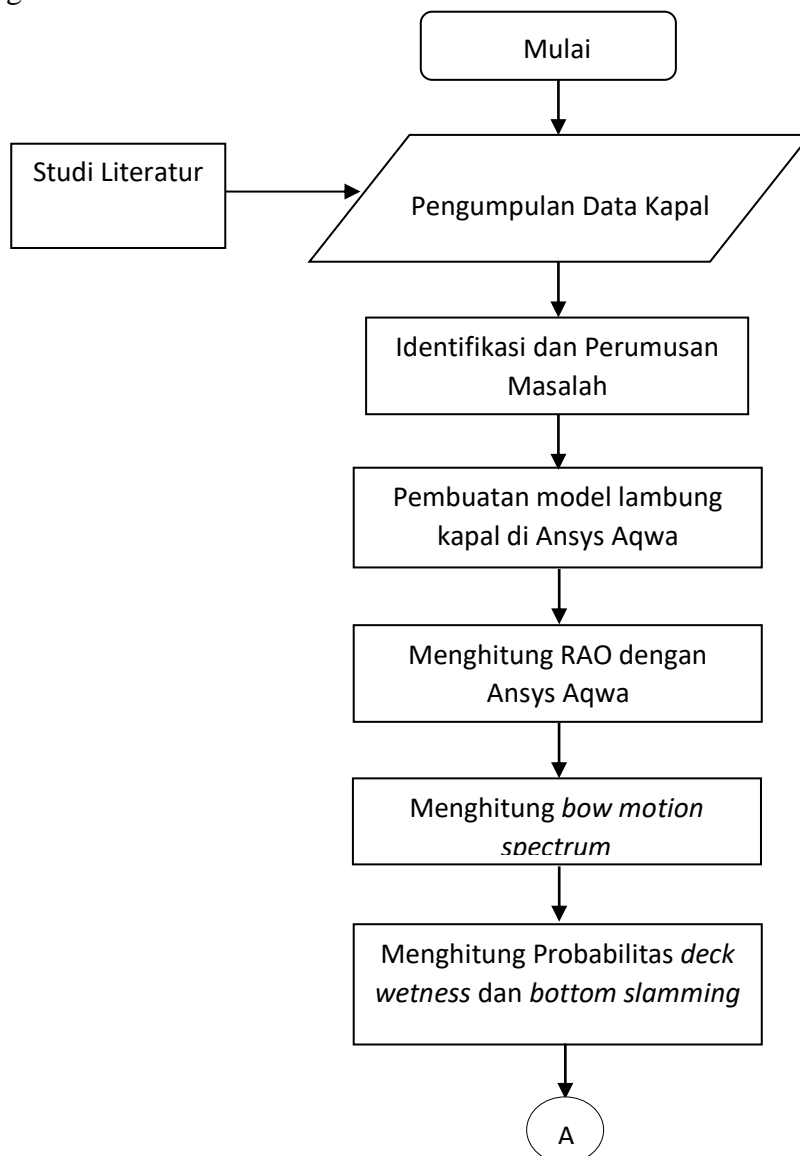 g
Mulai
Studi Literatur
Pengumpulan Data Kapal
Identifikasi dan Perumusan
Masalah
Pembuatan model lambung
kapal di Ansys Aqwa
Menghitung RAO dengan
Ansys Aqwa
Menghitung bow motion
spectrum
Menghitung Probabilitas deck
wetness dan bottom slamming
A